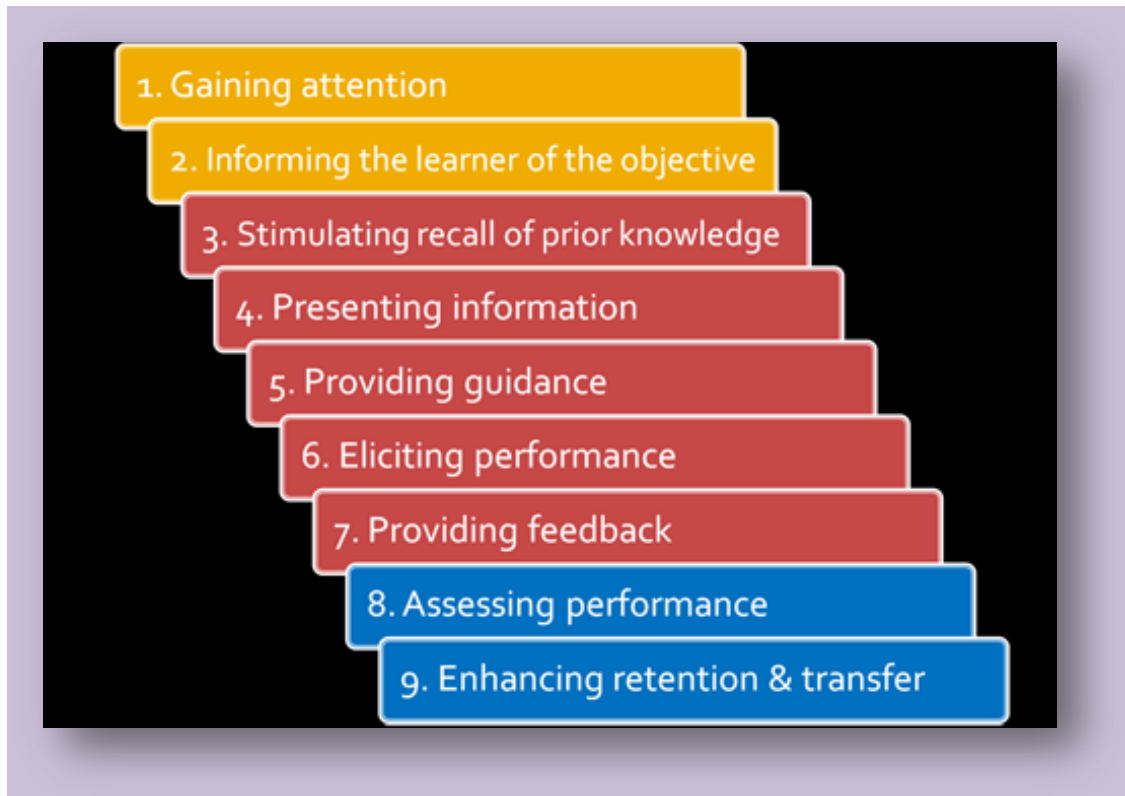 1. Gaining attention
2. Informing the learner of the objective
3. Stimulating recall of prior knowledge
4. Presenting information
5. Providing guidance
6. Eliciting performance
7. Providing feedback
8. Assessing performance
9. Enhancing retention & transfer